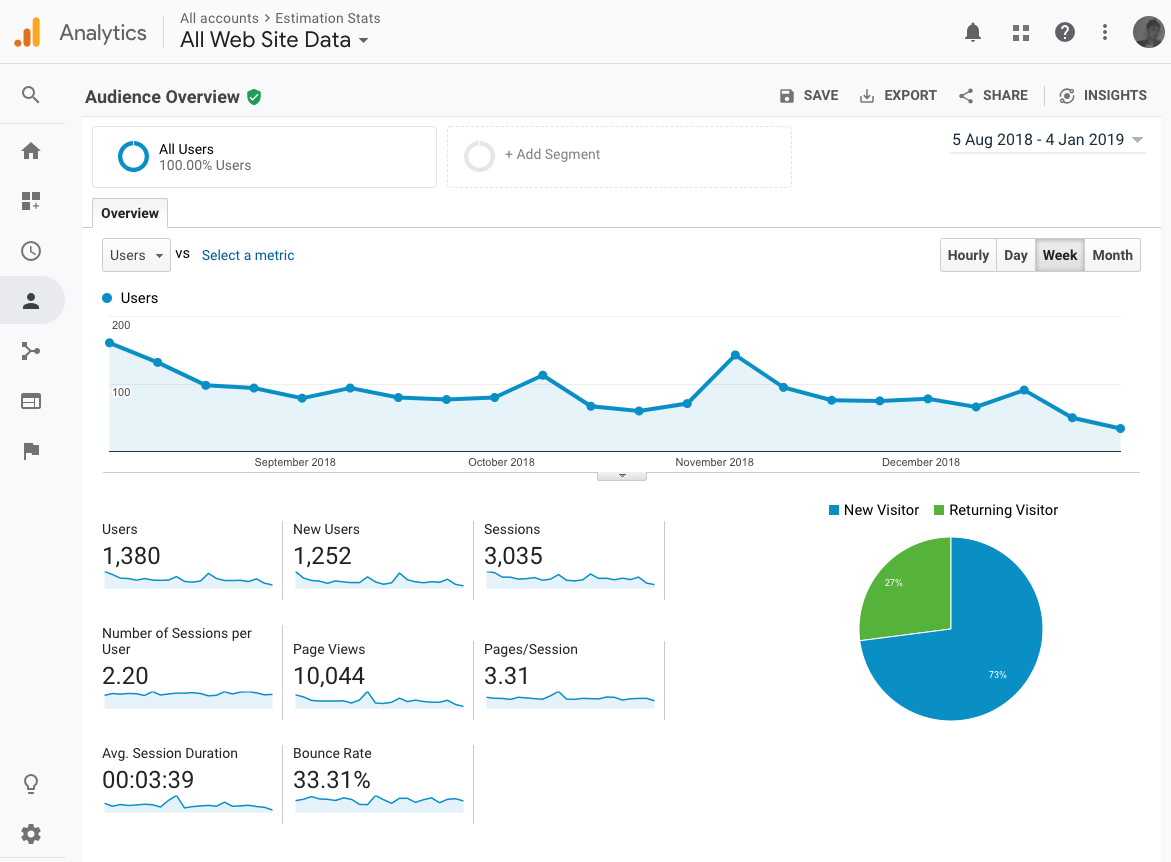 Analytics
All accounts > Estimation Stats
All Web Site Data
Audience Overview
SAVE
EXPORT
SHARE
INSIGHTS
All Users
100.00% Users
+ Add Segment
5 Aug 2018 - 4 Jan 2019
Overview
Users
vs
Select a metric
Hourly
Day
Week
Month
Users
200
100
September 2018
October 2018
November 2018
December 2018
New Visitor
Returning Visitor
27%
73%
Users
1,380
New Users
1,252
Sessions
3,035
Number of Sessions per
User
2.20
Page Views
10,044
Pages/Session
3.31
Avg. Session Duration
00:03:39
Bounce Rate
33.31%